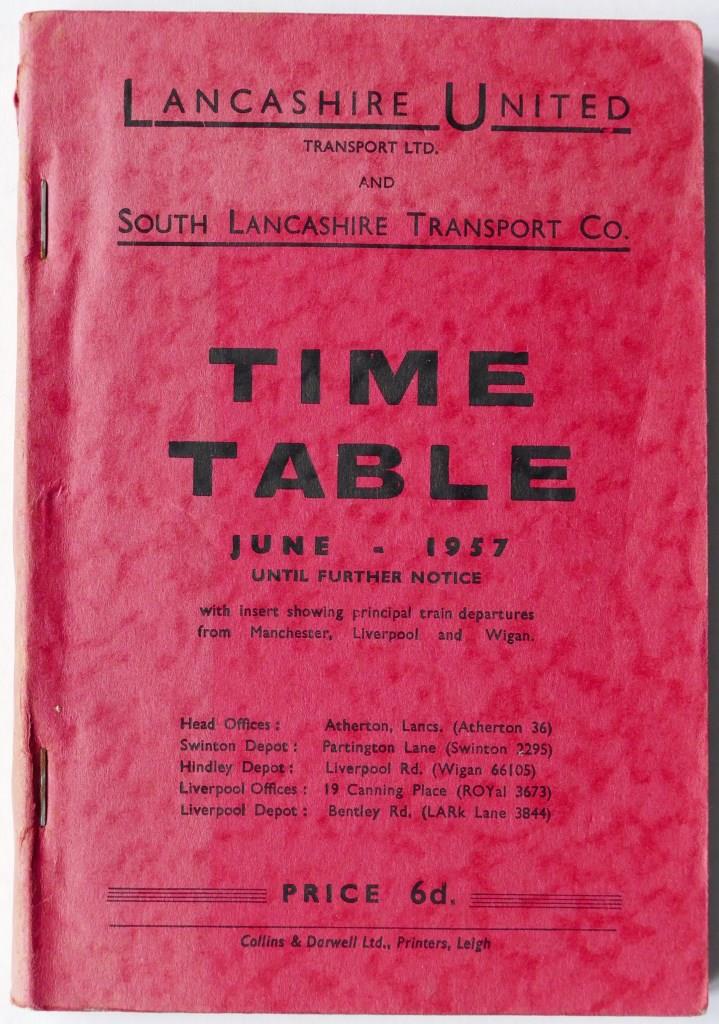 LANCASHIRE UNITED
TRANSPORT LTD.
AND
SOUTH LANCASHIRE TRANSPORT CO.
TIME
TABLE
JUNE - 1957
UNTIL FURTHER NOTICE
with insert showing principal train departures
from Manchester, Liverpool and Wigan.
Head Offices : Atherton, Lancs. (Atherton 36)
Swinton Depot : Partington Lane (Swinton 2295)
Hindley Depot : Liverpool Rd. (Wigan 66105)
Liverpool Offices : 19 Canning Place (ROYal 3673)
Liverpool Depot : Bentley Rd. (LARk Lane 3844)
PRICE 6d.
Collins & Darwell Ltd., Printers, Leigh